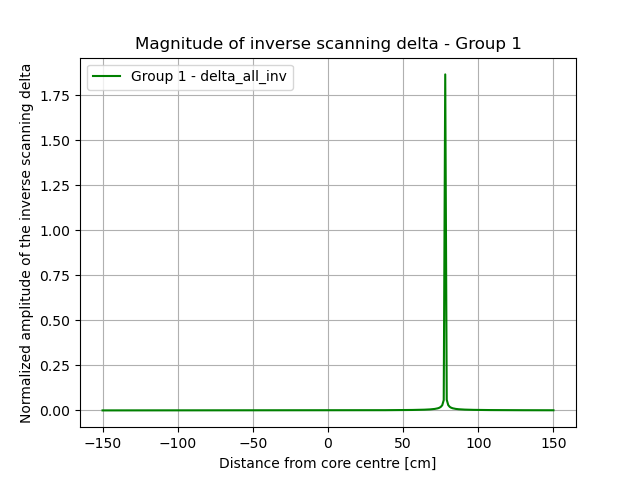 Magnitude of inverse scanning delta - Group 1
Group 1 - delta_all_inv
Normalized amplitude of the inverse scanning delta
1.75
1.50
1.25
1.00
0.75
0.50
0.25
0.00
−150 −100 −50 0 50 100 150
Distance from core centre [cm]